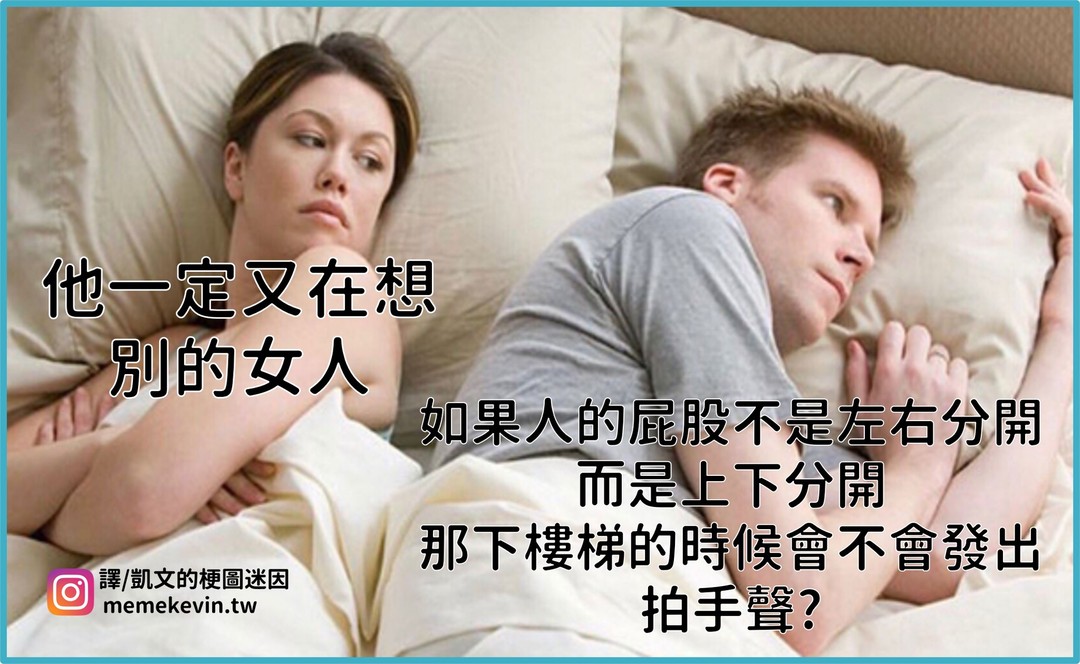 他一定又在想
別的女人
如果人的屁股不是左右分開
而是上下分開
那下樓梯的時候會不會發出
拍手聲?
譯/凱文的梗圖迷因
memekevin.tw